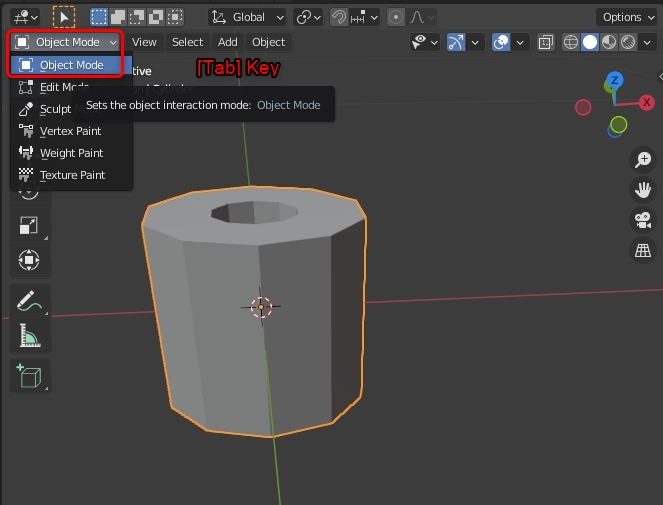 Global
Options
Object Mode
View
Select
Add
Object
Object Mode
[Tab] Key
Edit Mode
Sculpt
Sets the object interaction mode: Object Mode
Vertex Paint
Weight Paint
Texture Paint
Z
X